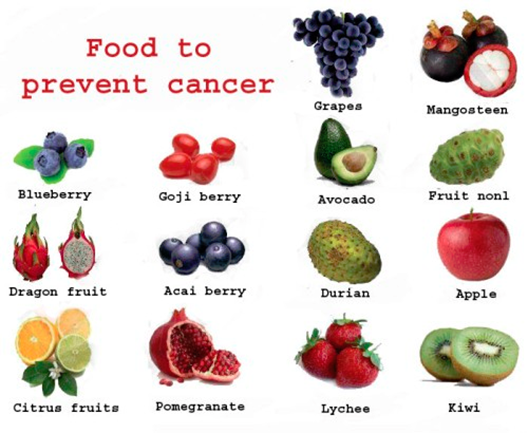 Food to
prevent cancer
Grapes
Mangosteen
Blueberry
Goji berry
Avocado
Fruit nonl
Dragon fruit
Acai berry
Durian
Apple
Citrus fruits
Pomegranate
Lychee
Kiwi